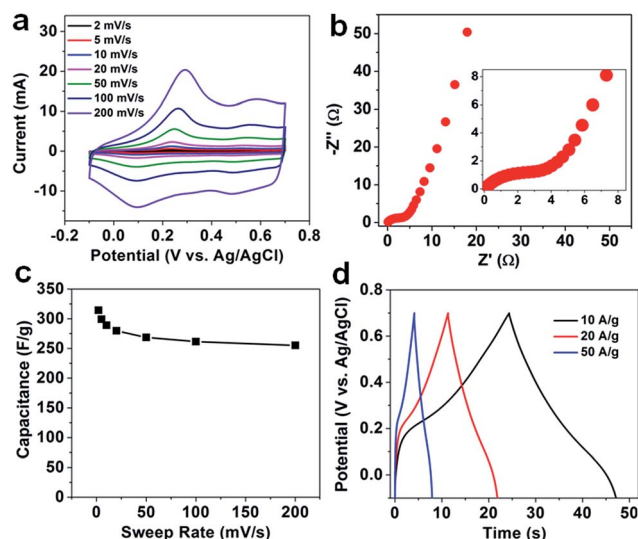 a
2 mV/s
5 mV/s
10 mV/s
20 mV/s
50 mV/s
100 mV/s
200 mV/s
30
20
10
0
-10
-0.2 0.0 0.2 0.4 0.6 0.8
Current (mA)
Potential (V vs. Ag/AgCl)
b
50
40
30
20
10
0
0 10 20 30 40 50
-Z'' (Ω)
Z' (Ω)
8
6
4
2
0
0 2 4 6 8
c
350
300
250
200
150
100
50
0
0 50 100 150 200
Capacitance (F/g)
Sweep Rate (mV/s)
d
10 A/g
20 A/g
50 A/g
0.8
0.6
0.4
0.2
0.0
0 10 20 30 40 50
Potential (V vs. Ag/AgCl)
Time (s)